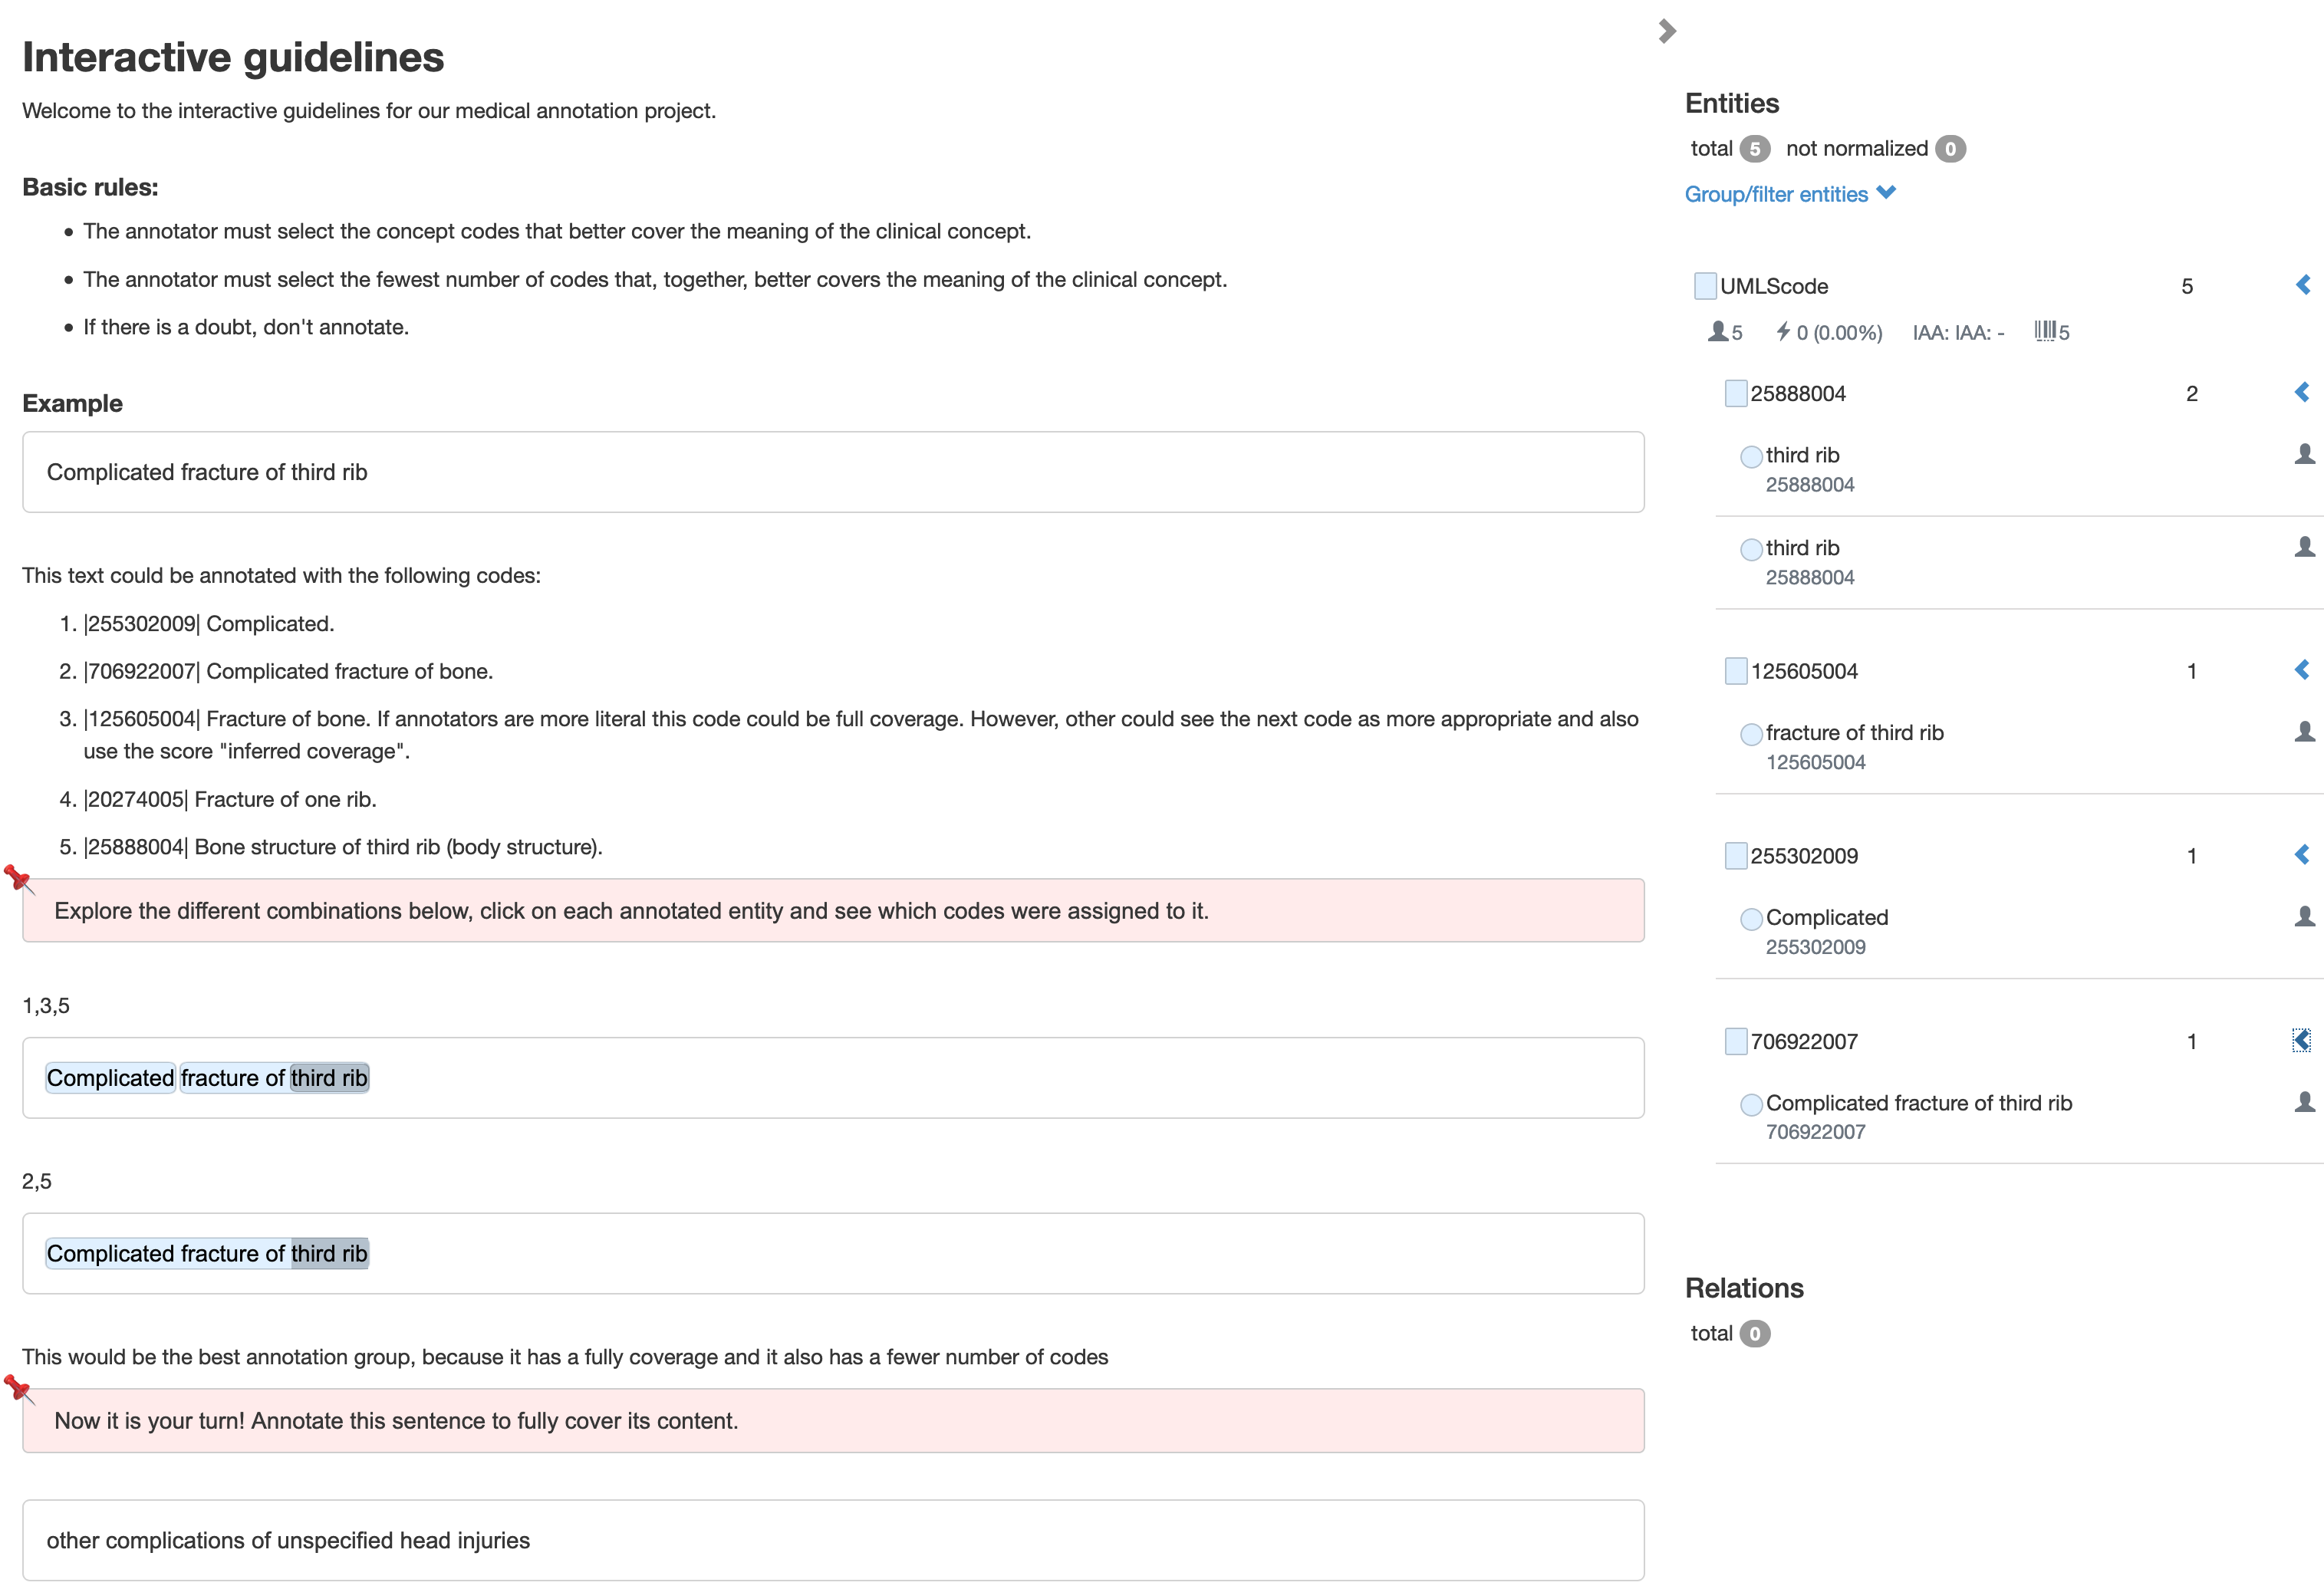 Interactive guidelines
Welcome to the interactive guidelines for our medical annotation project.
Basic rules:
• The annotator must select the concept codes that better cover the meaning of the clinical concept.
• The annotator must select the fewest number of codes that, together, better covers the meaning of the clinical concept.
• If there is a doubt, don't annotate.
Example
Complicated fracture of third rib
This text could be annotated with the following codes:
1. |255302009| Complicated.
2. |706922007| Complicated fracture of bone.
3. |125605004| Fracture of bone. If annotators are more literal this code could be full coverage. However, other could see the next code as more appropriate and also
use the score "inferred coverage".
4. |20274005| Fracture of one rib.
5. |25888004| Bone structure of third rib (body structure).
Explore the different combinations below, click on each annotated entity and see which codes were assigned to it.
1,3,5
Complicated fracture of third rib
2,5
Complicated fracture of third rib
This would be the best annotation group, because it has a fully coverage and it also has a fewer number of codes
Now it is your turn! Annotate this sentence to fully cover its content.
other complications of unspecified head injuries
Entities
total 5 not normalized 0
Group/filter entities
UMLScode 5
5 0 (0.00%) IAA: IAA: - 5
25888004 2
third rib
25888004
third rib
25888004
125605004 1
fracture of third rib
125605004
255302009 1
Complicated
255302009
706922007 1
Complicated fracture of third rib
706922007
Relations
total 0